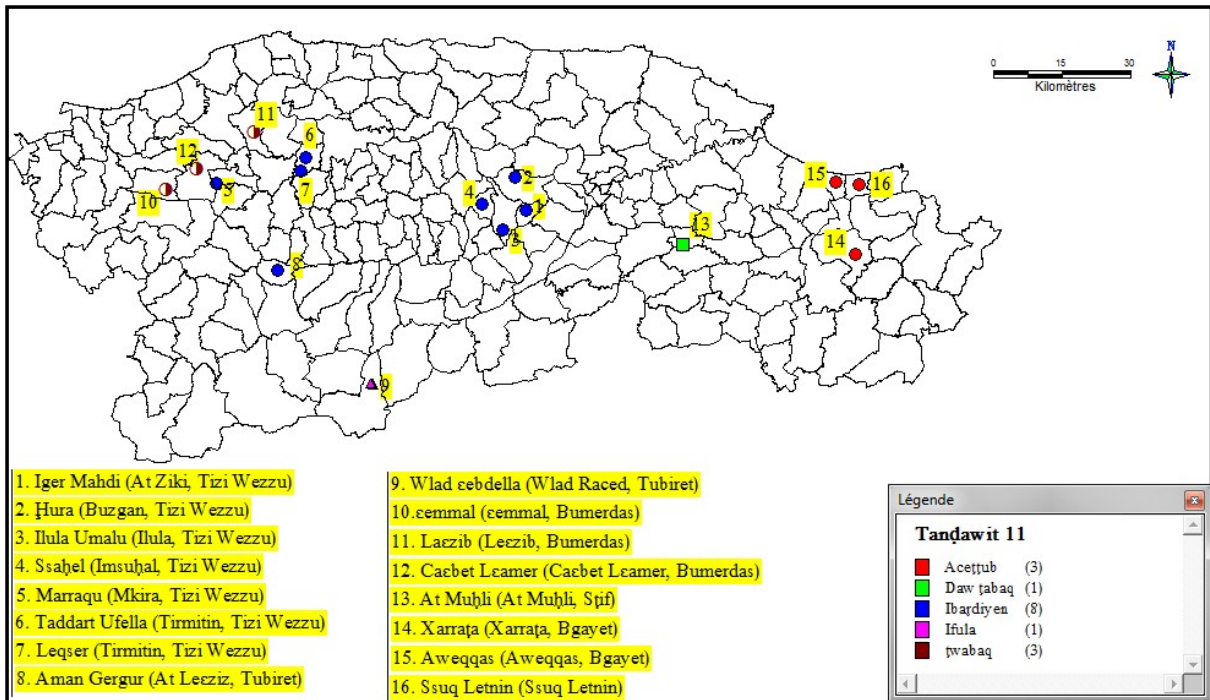 N
0 15 30
Kilomètres
11
6
12
2
15
16
7
5
4
10
1
13
3
14
8
9
1. Iger Mahdi (At Ziki, Tizi Wezzu)
2. Ḥura (Buzgan, Tizi Wezzu)
3. Ilula Umalu (Ilula, Tizi Wezzu)
4. Ssaḥel (Imsuḥal, Tizi Wezzu)
5. Marraqu (Mkira, Tizi Wezzu)
6. Taddart Ufella (Tirmitin, Tizi Wezzu)
7. Leqser (Tirmitin, Tizi Wezzu)
8. Aman Gergur (At Leɛziz, Tubiret)
9. Wlad ɛebdella (Wlad Raced, Tubiret)
10.ɛemmal (ɛemmal, Bumerdas)
11. Laɛzib (Leɛzib, Bumerdas)
12. Caɛbet Lɛamer (Caɛbet Lɛamer, Bumerdas)
13. At Muḥli (At Muḥli, Sṭif)
14. Xarraṭa (Xarraṭa, Bgayet)
15. Aweqqas (Aweqqas, Bgayet)
16. Ssuq Letnin (Ssuq Letnin)
Légende
Tanḍawit 11
Aceṭṭub (3)
Daw ṭabaq (1)
Ibaṛdiyen (8)
Ifula (1)
ṭwabaq (3)